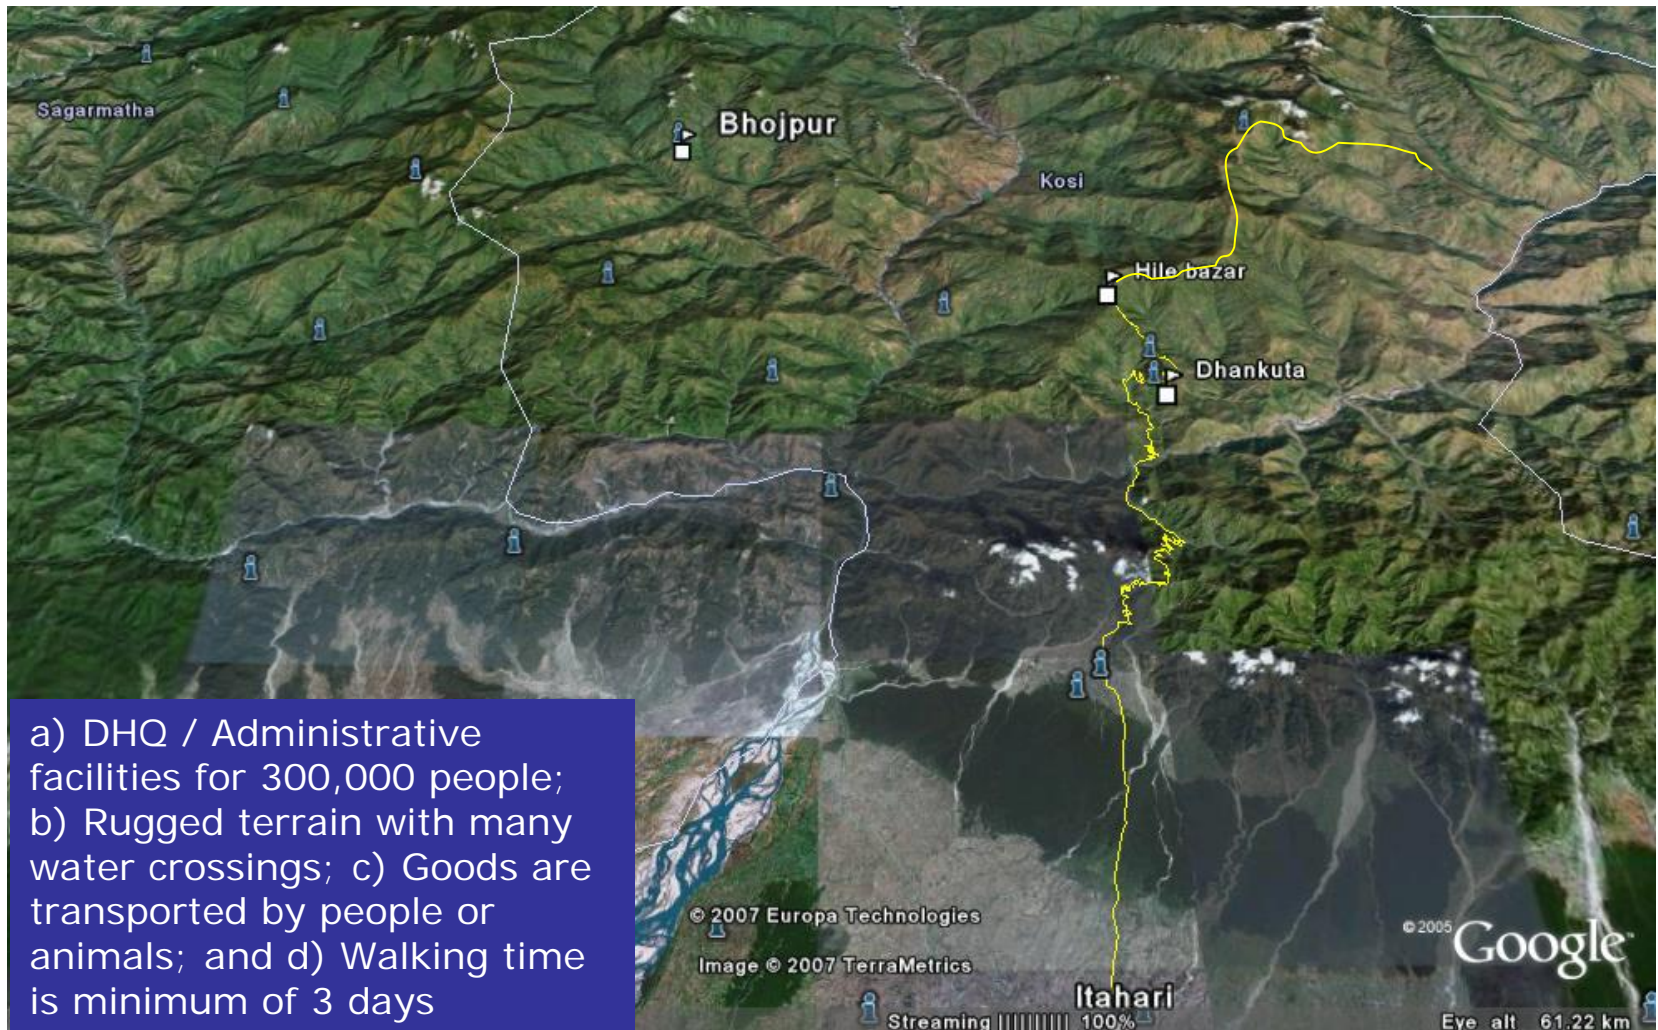 Sagarmatha
Bhojpur
Kosi
Hile bazar
Dhankuta
a) DHQ / Administrative
facilities for 300,000 people;
b) Rugged terrain with many
water crossings; c) Goods are
transported by people or
animals; and d) Walking time
is minimum of 3 days
© 2007 Europa Technologies
Image © 2007 TerraMetrics
© 2005 Google™
Itahari
Streaming |||||||||| 100%
Eye alt 61.22 km